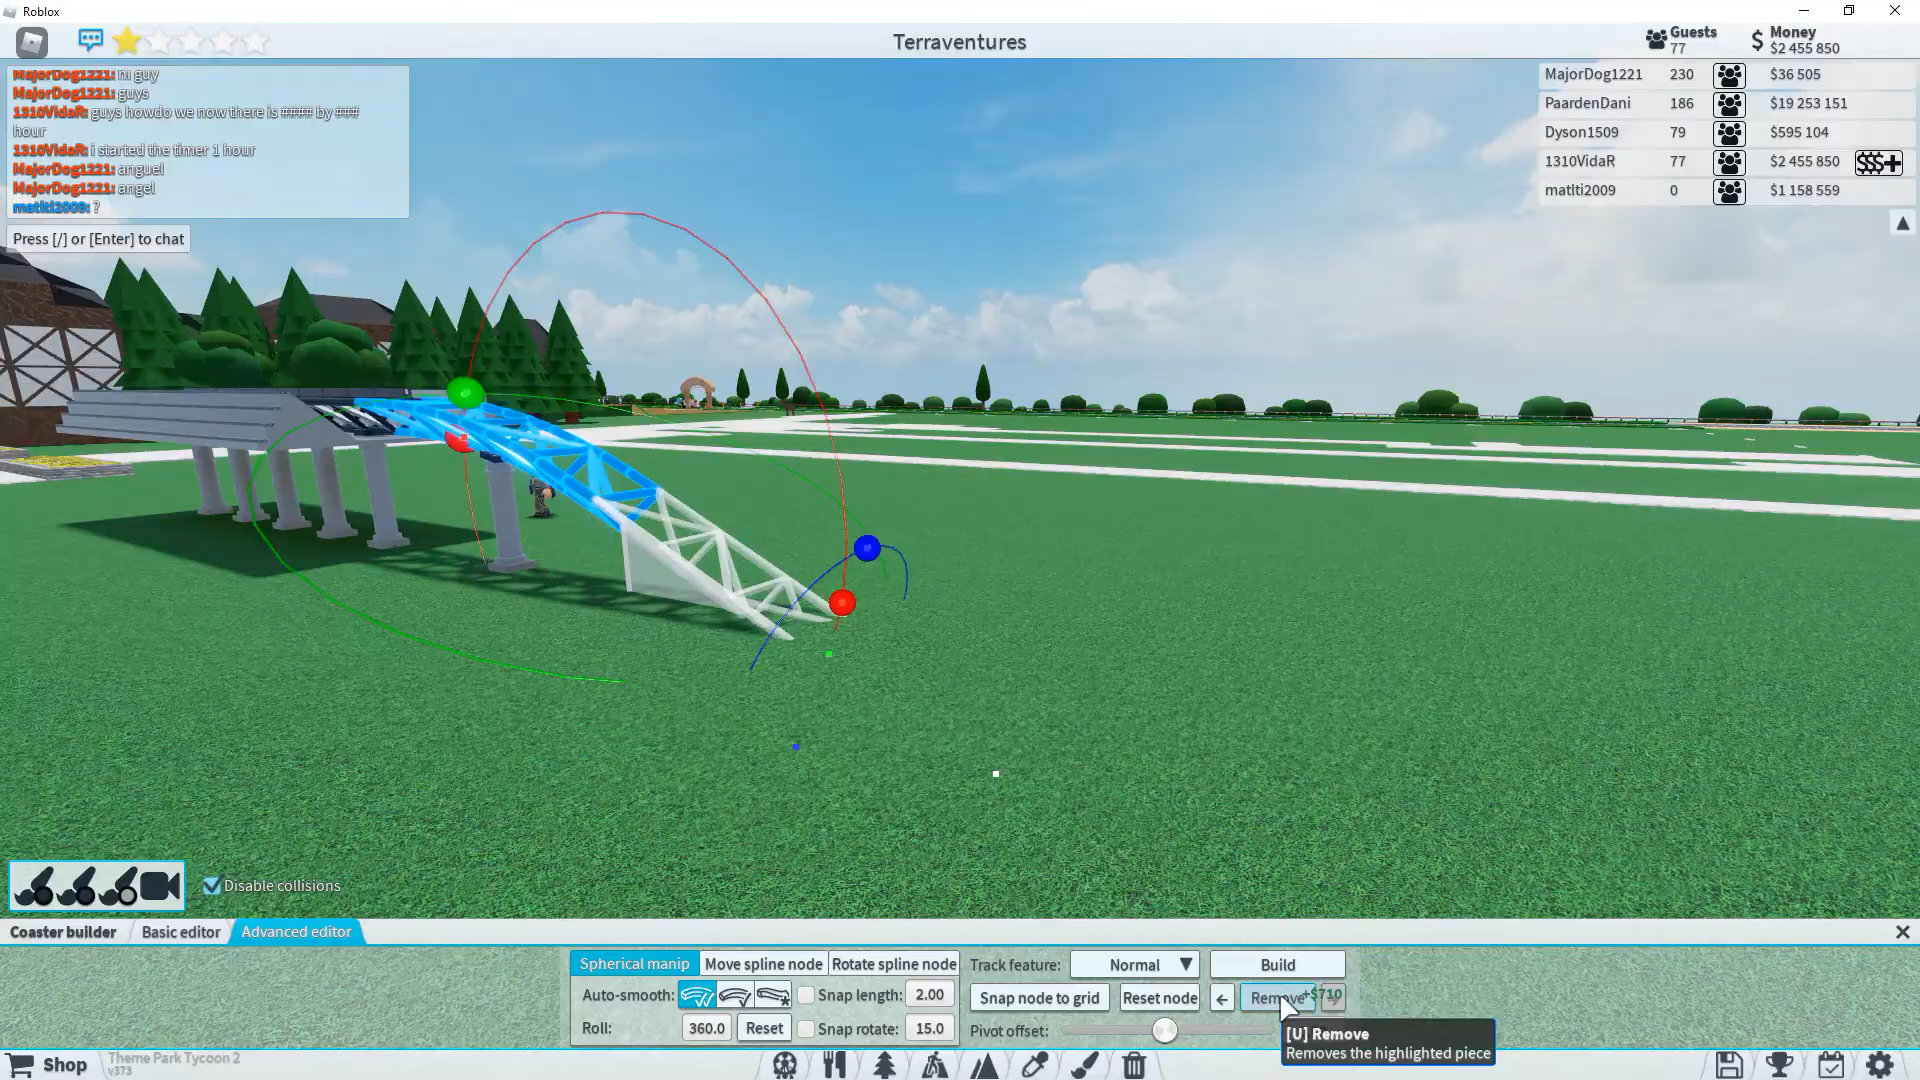 Roblox
Terraventures
Guests
77
Money
$2 455 850
MajorDog1221: hi guy
MajorDog1221: guys
1310VidaR: guys howdo we now there is #### by ###
hour
1310VidaR: i started the timer 1 hour
MajorDog1221: anguel
MajorDog1221: angel
matlti2009: ?
Press [/] or [Enter] to chat
MajorDog1221 230 $36 505
PaardenDani 186 $19 253 151
Dyson1509 79 $595 104
1310VidaR 77 $2 455 850 $$$+
matlti2009 0 $1 158 559
Disable collisions
Coaster builder Basic editor Advanced editor
Spherical manip Move spline node Rotate spline node
Track feature: Normal Build
Auto-smooth: Snap length: 2.00
Snap node to grid Reset node Remove +$710
Roll: 360.0 Reset Snap rotate: 15.0
Pivot offset:
[U] Remove
Removes the highlighted piece
Shop
Theme Park Tycoon 2
v373